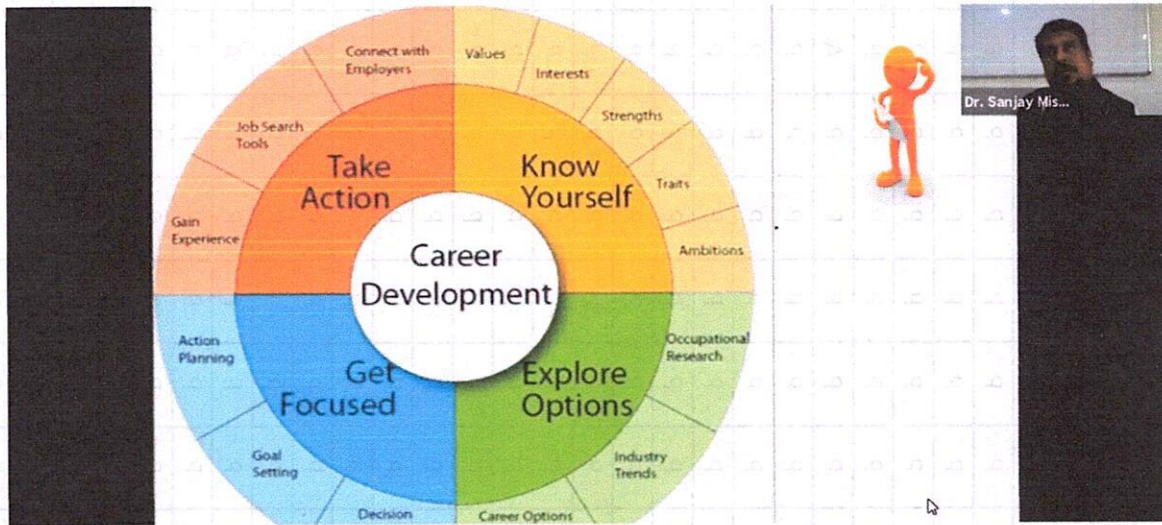 Connect with
Employers
Values
Interests
Strengths
Traits
Ambitions
Job Search
Tools
Gain
Experience
Take
Action
Know
Yourself
Career
Development
Get
Focused
Explore
Options
Action
Planning
Goal
Setting
Decision
Occupational
Research
Industry
Trends
Career Options
Dr. Sanjay Mis...